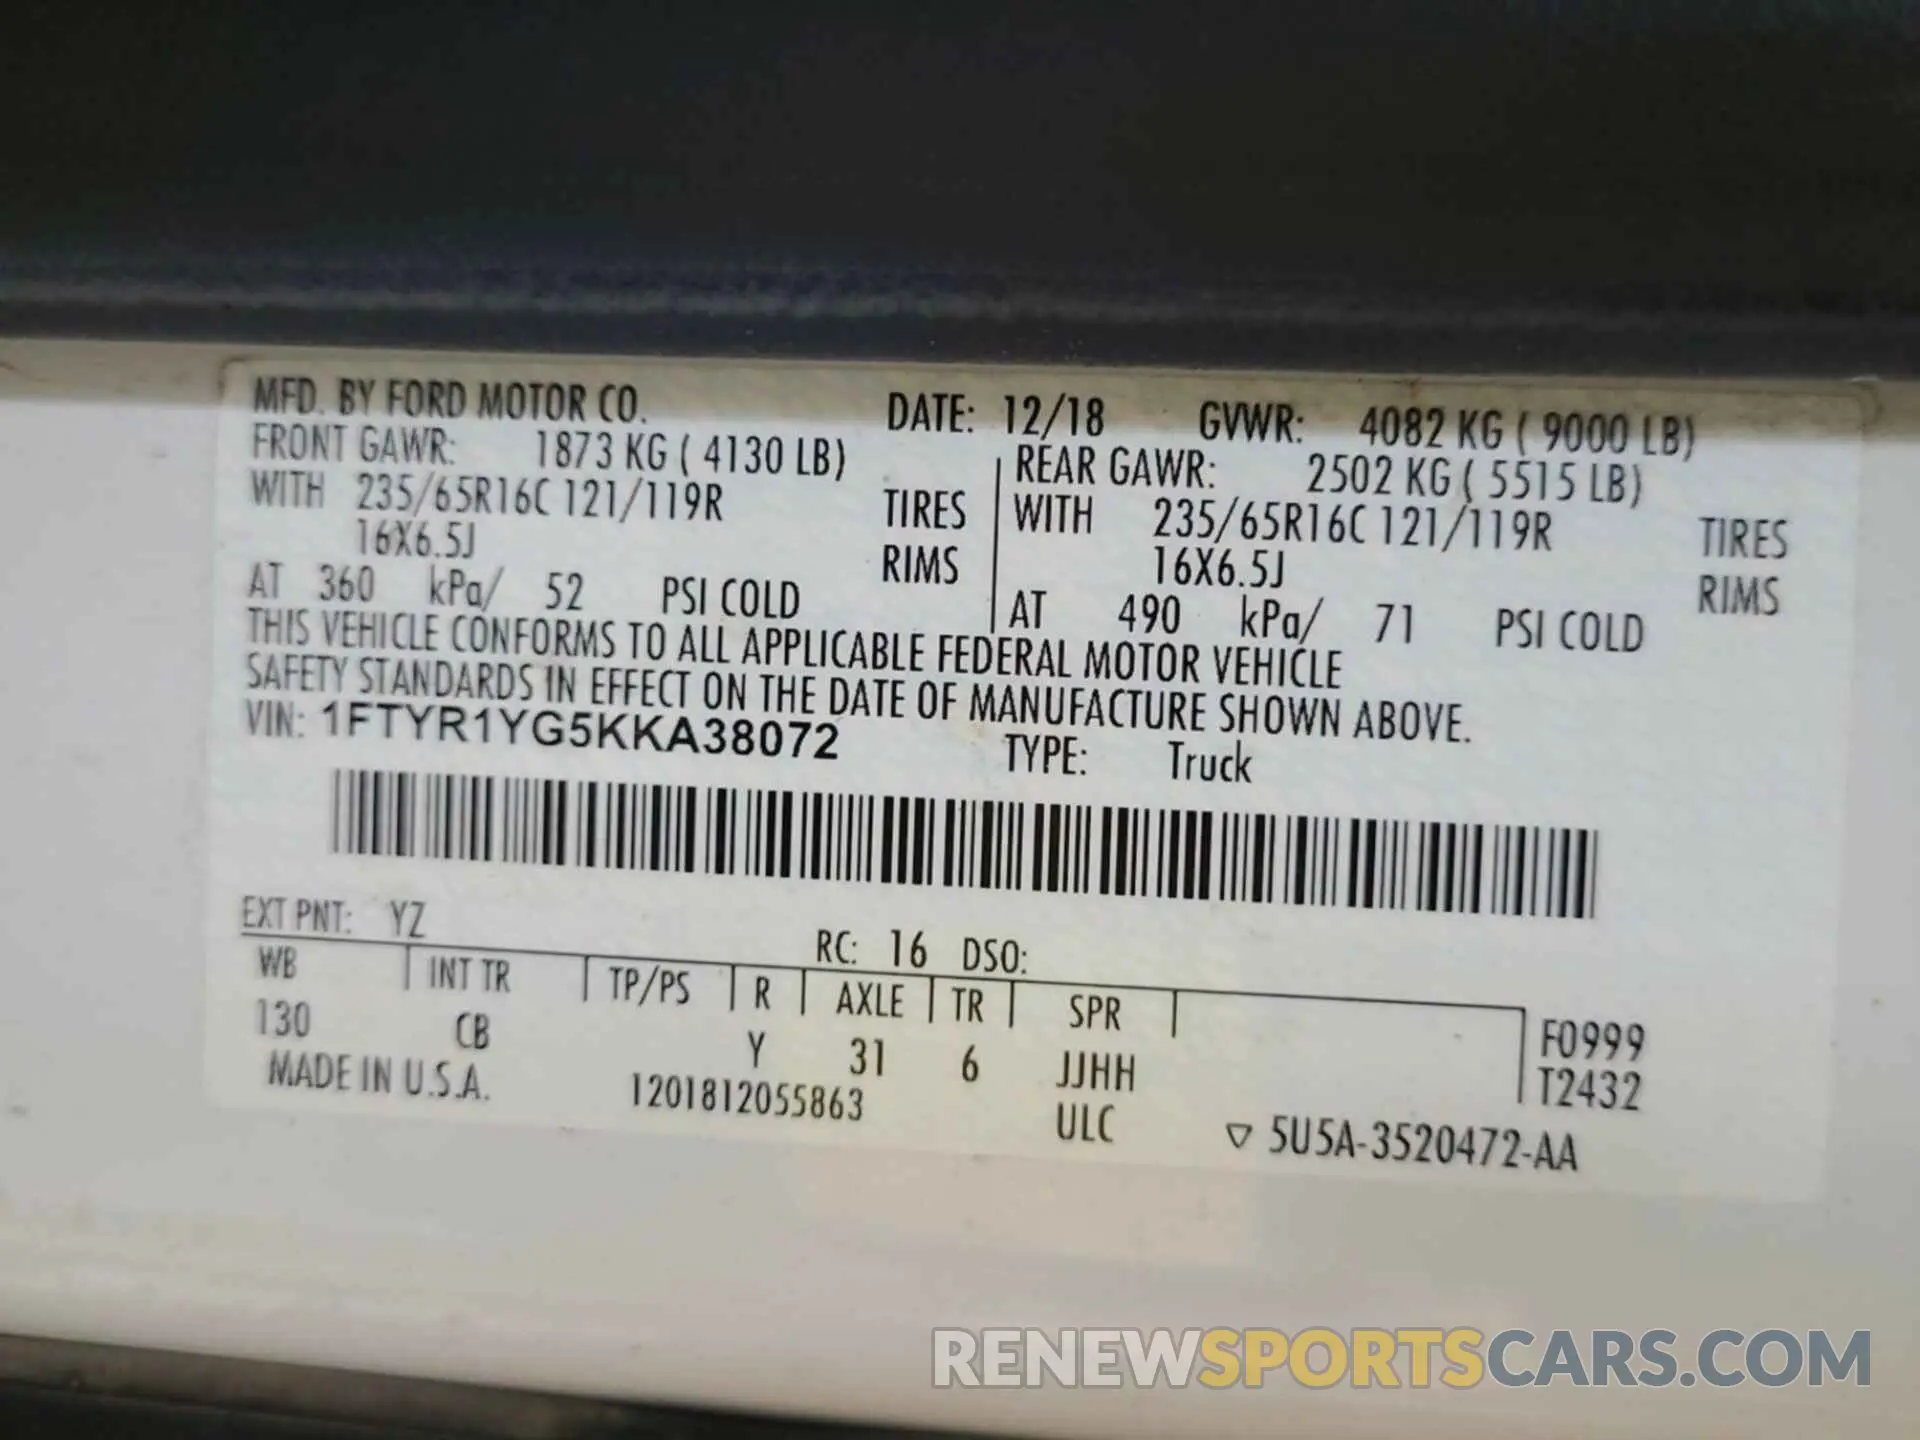 MFD. BY FORD MOTOR CO. DATE: 12/18 GVWR: 4082 KG ( 9000 LB)
FRONT GAWR: 1873 KG ( 4130 LB) REAR GAWR: 2502 KG ( 5515 LB)
WITH 235/65R16C 121/119R TIRES WITH 235/65R16C 121/119R TIRES
16X6.5J RIMS 16X6.5J RIMS
AT 360 kPa/ 52 PSI COLD AT 490 kPa/ 71 PSI COLD
THIS VEHICLE CONFORMS TO ALL APPLICABLE FEDERAL MOTOR VEHICLE
SAFETY STANDARDS IN EFFECT ON THE DATE OF MANUFACTURE SHOWN ABOVE.
VIN: 1FTYR1YG5KKA38072 TYPE: Truck
EXT PNT: YZ RC: 16 DSO:
WB INT TR TP/PS R AXLE TR SPR F0999
130 CB Y 31 6 JJHH T2432
MADE IN U.S.A. 1201812055863 ULC ▽ 5U5A-3520472-AA
RENEWSPORTSCARS.COM